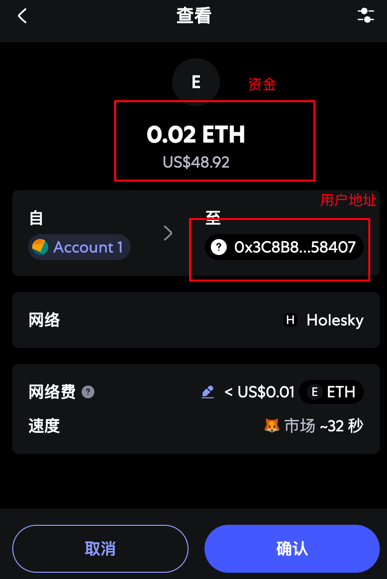 查看
E
资金
0.02 ETH
US$48.92
用户地址
自
至
Account 1
? 0x3C8B8...58407
网络
H Holesky
网络费 ?
< US$0.01 E ETH
速度
市场 ~32 秒
取消
确认